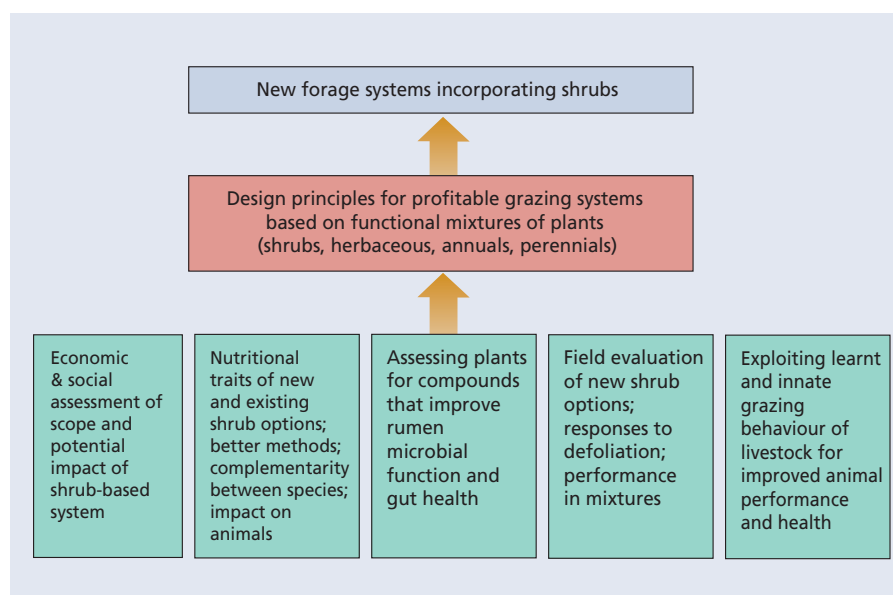 New forage systems incorporating shrubs
Design principles for profitable grazing systems
based on functional mixtures of plants
(shrubs, herbaceous, annuals, perennials)
Economic
& social
assessment of
scope and
potential
impact of
shrub-based
system
Nutritional
traits of new
and existing
shrub options;
better methods;
complementarity
between species;
impact on
animals
Assessing plants
for compounds
that improve
rumen
microbial
function and
gut health
Field evaluation
of new shrub
options;
responses to
defoliation;
performance
in mixtures
Exploiting learnt
and innate
grazing
behaviour of
livestock for
improved animal
performance
and health